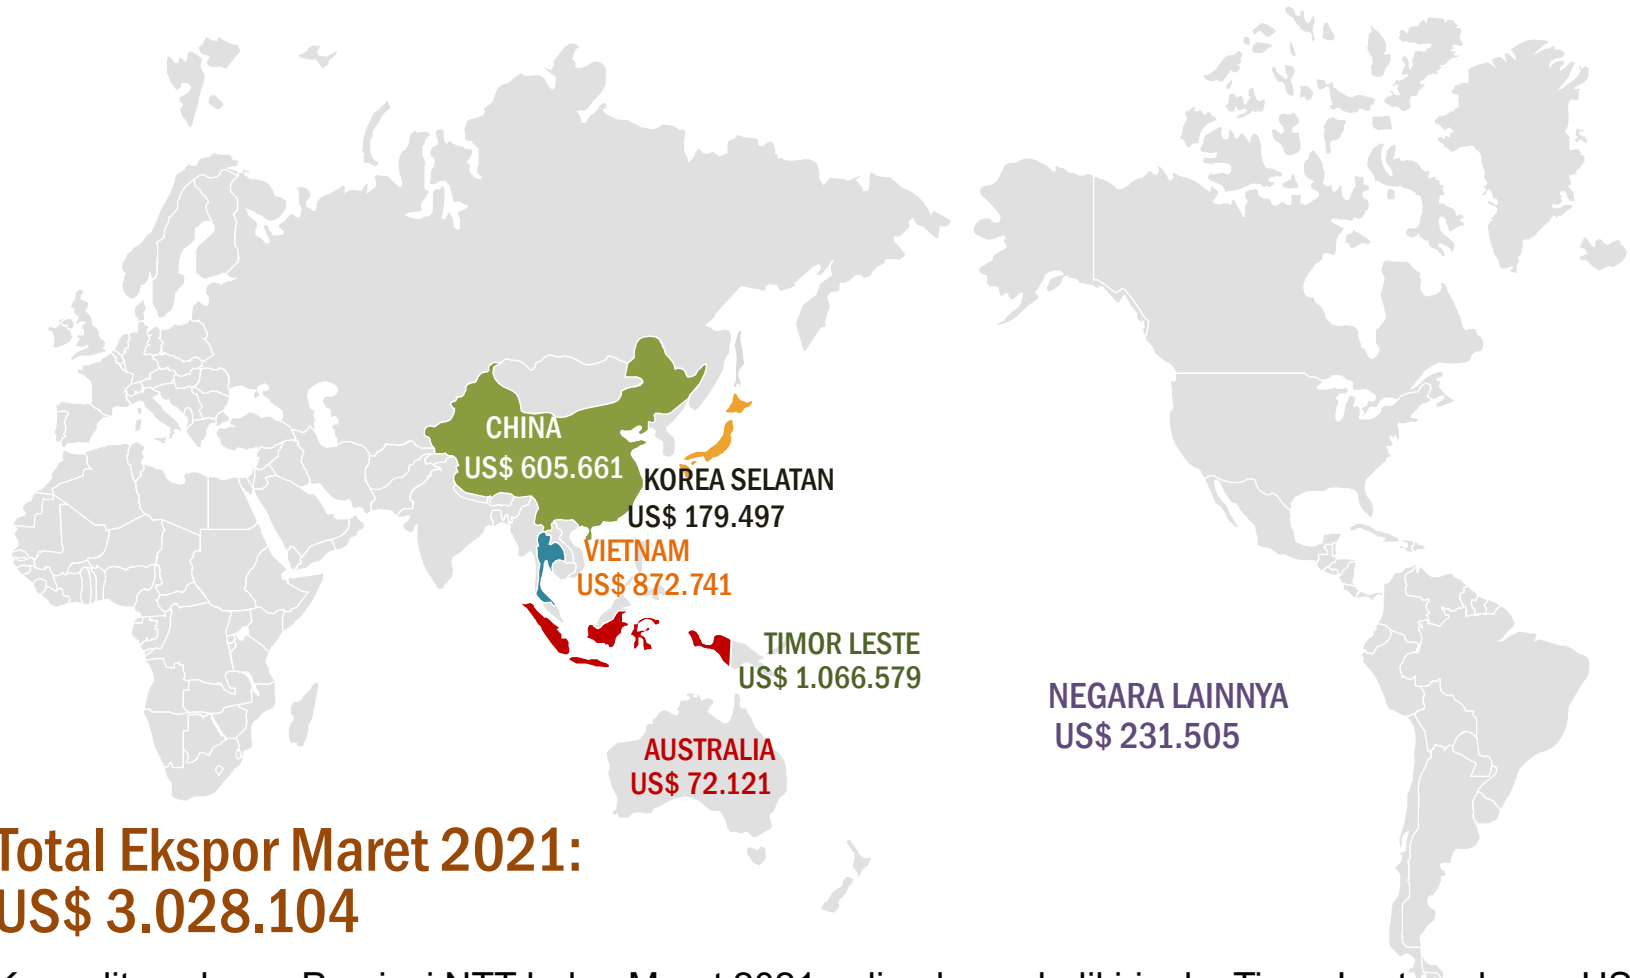 CHINA
US$ 605.661
KOREA SELATAN
US$ 179.497
VIETNAM
US$ 872.741
TIMOR LESTE
US$ 1.066.579
NEGARA LAINNYA
US$ 231.505
AUSTRALIA
US$ 72.121
Total Ekspor Maret 2021:
US$ 3.028.104